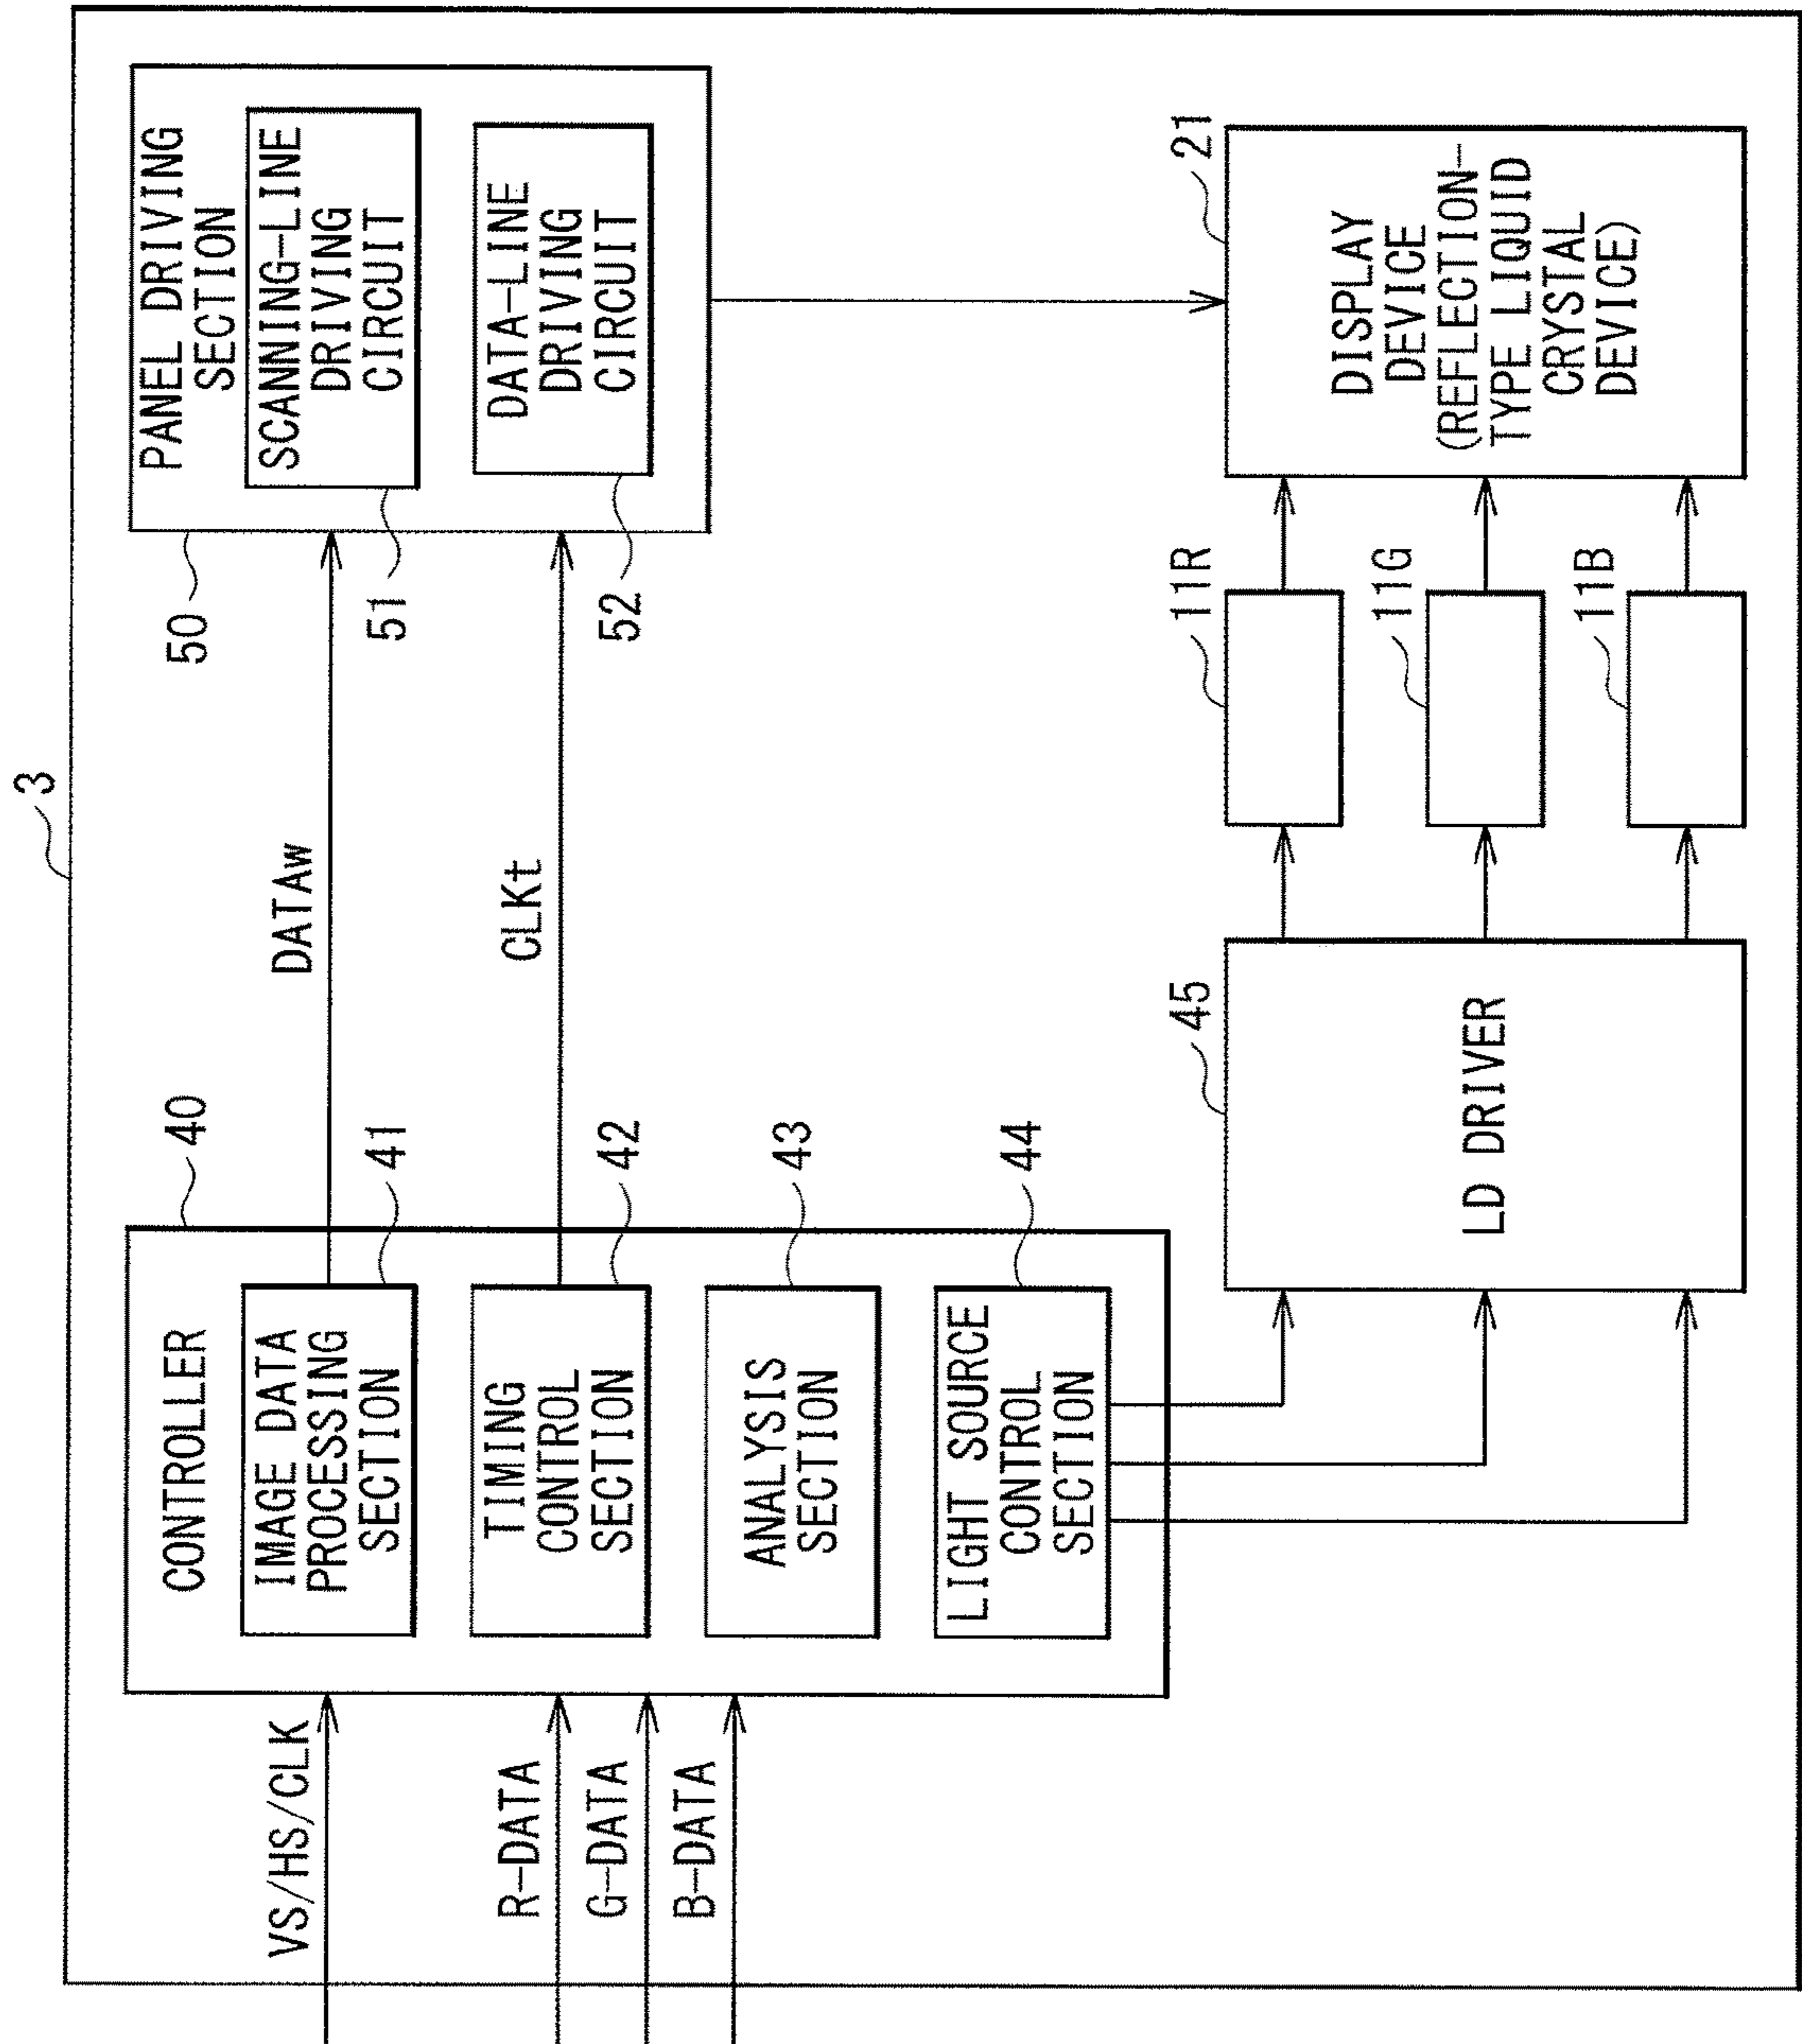 3
VS/HS/CLK
R-DATA
G-DATA
B-DATA
40
CONTROLLER
IMAGE DATA
PROCESSING
SECTION
41
TIMING
CONTROL
SECTION
42
ANALYSIS
SECTION
43
LIGHT SOURCE
CONTROL
SECTION
44
DATAw
CLKt
50
PANEL DRIVING
SECTION
SCANNING-LINE
DRIVING
CIRCUIT
51
DATA-LINE
DRIVING
CIRCUIT
52
45
LD DRIVER
11R
11G
11B
21
DISPLAY
DEVICE
(REFLECTION-
TYPE LIQUID
CRYSTAL
DEVICE)